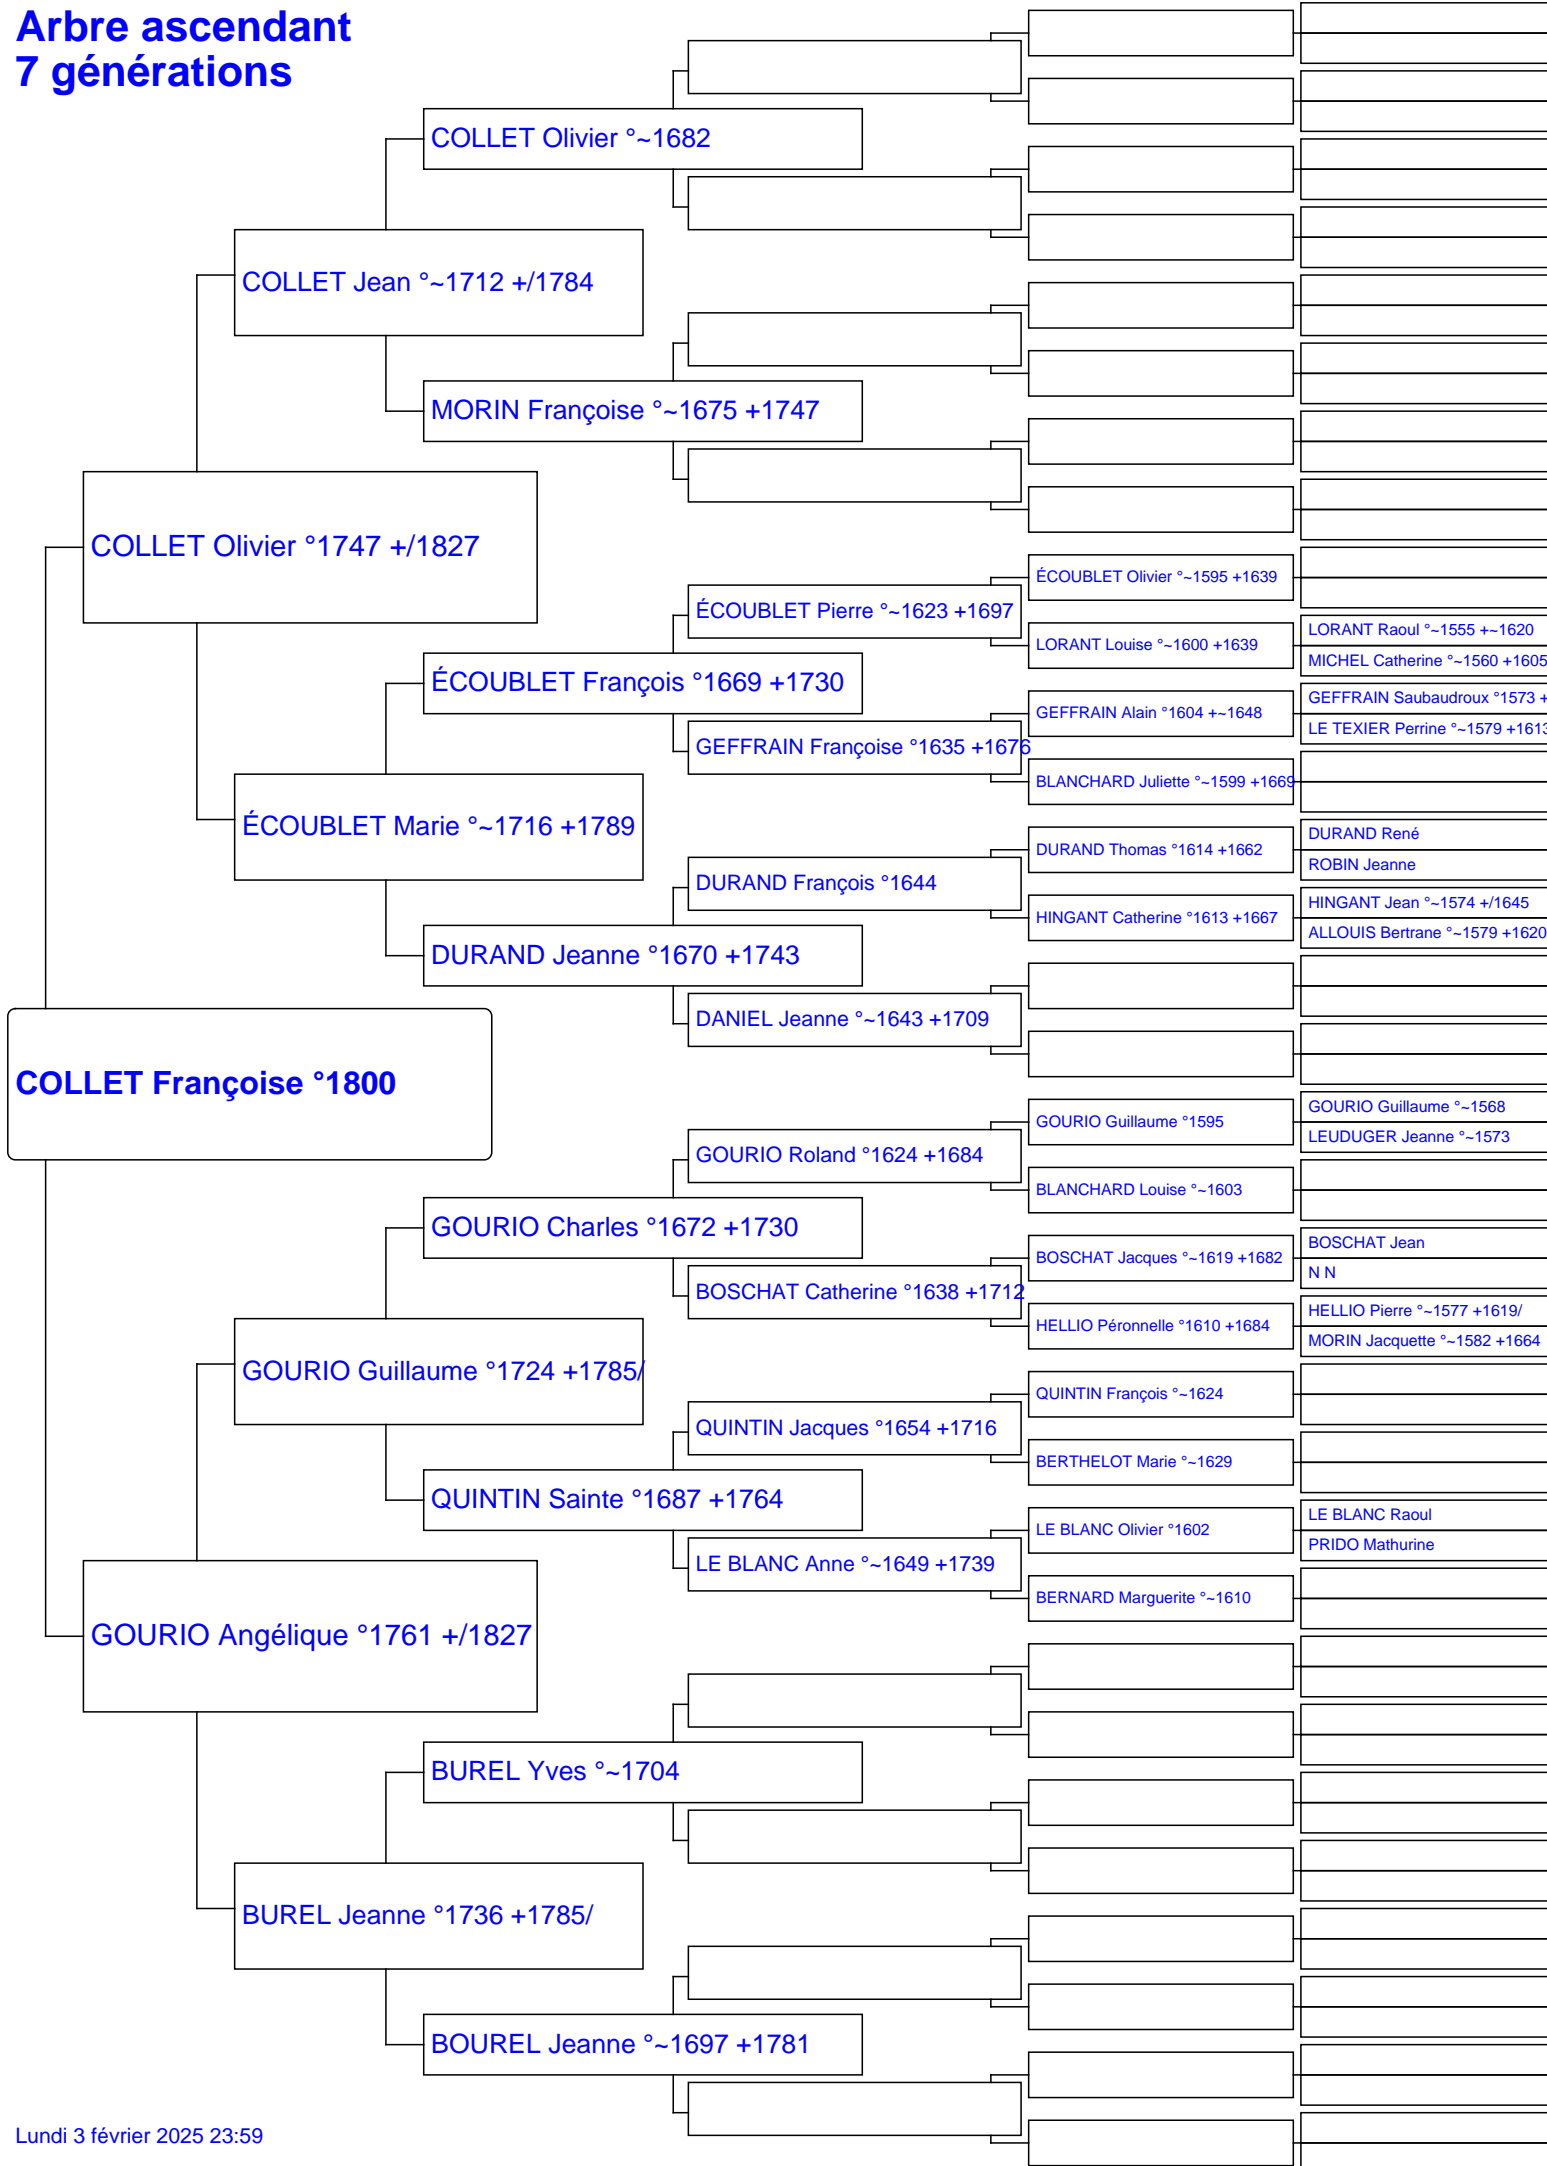 Arbre ascendant
7 générations
COLLET Olivier °~1682
COLLET Jean °~1712 +/1784
MORIN Françoise °~1675 +1747
COLLET Olivier °1747 +/1827
ÉCOUBLET Olivier °~1595 +1639
ÉCOUBLET Pierre °~1623 +1697
LORANT Raoul °~1555 +~1620
LORANT Louise °~1600 +1639
MICHEL Catherine °~1560 +1605
ÉCOUBLET François °1669 +1730
GEFFRAIN Saubaudroux °1573 +
GEFFRAIN Alain °1604 +~1648
LE TEXIER Perrine °~1579 +1613
GEFFRAIN Françoise °1635 +1676
BLANCHARD Juliette °~1599 +1669
ÉCOUBLET Marie °~1716 +1789
DURAND René
DURAND Thomas °1614 +1662
ROBIN Jeanne
DURAND François °1644
HINGANT Jean °~1574 +/1645
HINGANT Catherine °1613 +1667
ALLOUIS Bertrane °~1579 +1620
DURAND Jeanne °1670 +1743
DANIEL Jeanne °~1643 +1709
COLLET Françoise °1800
GOURIO Guillaume °~1568
GOURIO Guillaume °1595
LEUDUGER Jeanne °~1573
GOURIO Roland °1624 +1684
BLANCHARD Louise °~1603
GOURIO Charles °1672 +1730
BOSCHAT Jean
BOSCHAT Jacques °~1619 +1682
N N
BOSCHAT Catherine °1638 +1712
HELLIO Pierre °~1577 +1619/
HELLIO Péronnelle °1610 +1684
MORIN Jacquette °~1582 +1664
GOURIO Guillaume °1724 +1785/
QUINTIN François °~1624
QUINTIN Jacques °1654 +1716
BERTHELOT Marie °~1629
QUINTIN Sainte °1687 +1764
LE BLANC Raoul
LE BLANC Olivier °1602
PRIDO Mathurine
LE BLANC Anne °~1649 +1739
BERNARD Marguerite °~1610
GOURIO Angélique °1761 +/1827
BUREL Yves °~1704
BUREL Jeanne °1736 +1785/
BOUREL Jeanne °~1697 +1781
Lundi 3 février 2025 23:59